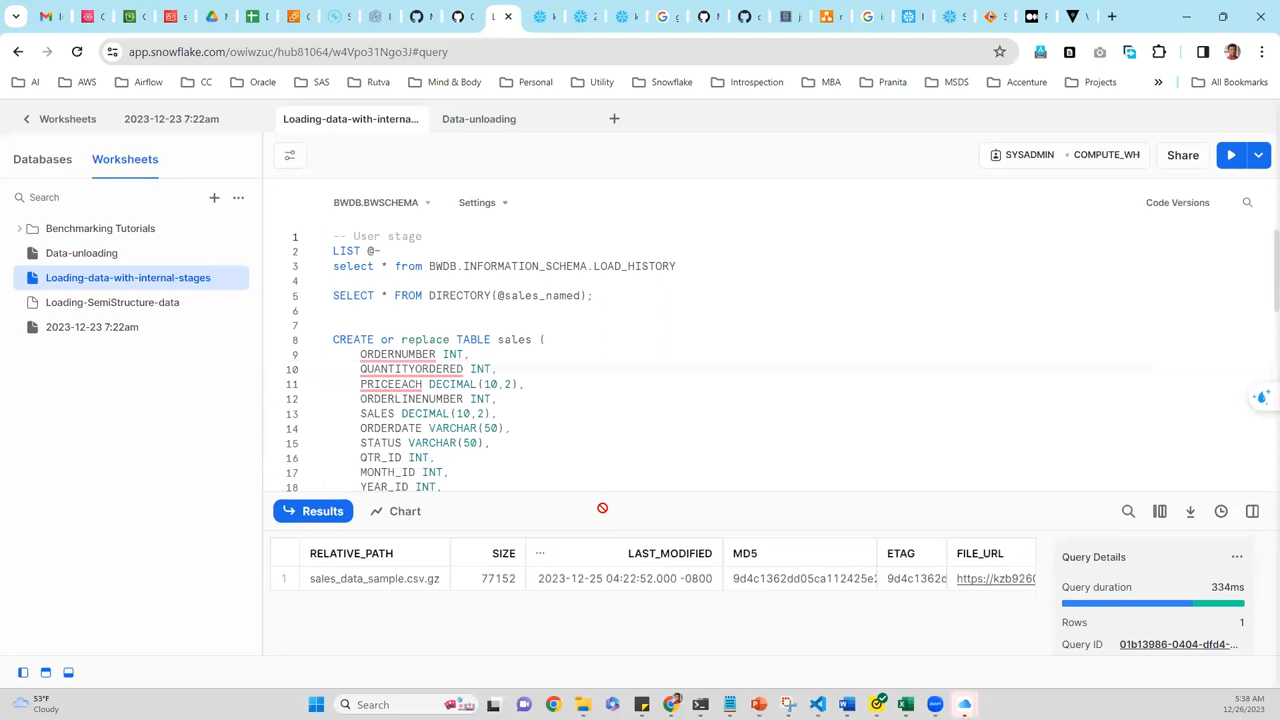 app.snowflake.com/owiwzuc/hub81064/w4Vpo31Ngo3J#query
AI AWS Airflow CC Oracle SAS Rutva Mind & Body Personal Utility Snowflake Introspection MBA Pranita MSDS Accenture Projects » All Bookmarks
Worksheets 2023-12-23 7:22am Loading-data-with-interna... Data-unloading
Databases Worksheets
SYSADMIN • COMPUTE_WH Share
Search
BWDB.BWSCHEMA Settings Code Versions
Benchmarking Tutorials
Data-unloading
Loading-data-with-internal-stages
Loading-SemiStructure-data
2023-12-23 7:22am
1 -- User stage
2 LIST @~
3 select * from BWDB.INFORMATION_SCHEMA.LOAD_HISTORY
4
5 SELECT * FROM DIRECTORY(@sales_named);
6
7
8 CREATE or replace TABLE sales (
9 ORDERNUMBER INT,
10 QUANTITYORDERED INT,
11 PRICEEACH DECIMAL(10,2),
12 ORDERLINENUMBER INT,
13 SALES DECIMAL(10,2),
14 ORDERDATE VARCHAR(50),
15 STATUS VARCHAR(50),
16 QTR_ID INT,
17 MONTH_ID INT,
18 YEAR_ID INT,
Results Chart
RELATIVE_PATH SIZE ... LAST_MODIFIED MD5 ETAG FILE_URL
1 sales_data_sample.csv.gz 77152 2023-12-25 04:22:52.000 -0800 9d4c1362dd05ca112425e2 9d4c1362d https://kzb9260
Query Details ...
Query duration 334ms
Rows 1
Query ID 01b13986-0404-dfd4-...
53°F
Cloudy
Search
5:38 AM
12/26/2023